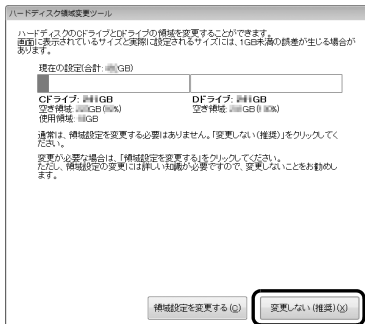 ハードディスク領域変更ツール
ハードディスクのCドライブとDドライブの領域を変更することができます。
画面に表示されているサイズと実際に設定されるサイズには、1GB未満の誤差が生じる場合が
あります。
現在の設定(合計: GB)
Cドライブ: GB
空き領域: GB( %)
使用領域: GB
Dドライブ: GB
空き領域: GB( %)
通常は、領域設定を変更する必要はありません。「変更しない(推奨)」をクリックしてく
ださい。
変更が必要な場合は、「領域設定を変更する」をクリックしてください。
ただし、領域設定の変更には詳しい知識が必要ですので、変更しないことをお勧めし
ます。
領域設定を変更する(C)
変更しない(推奨)(X)